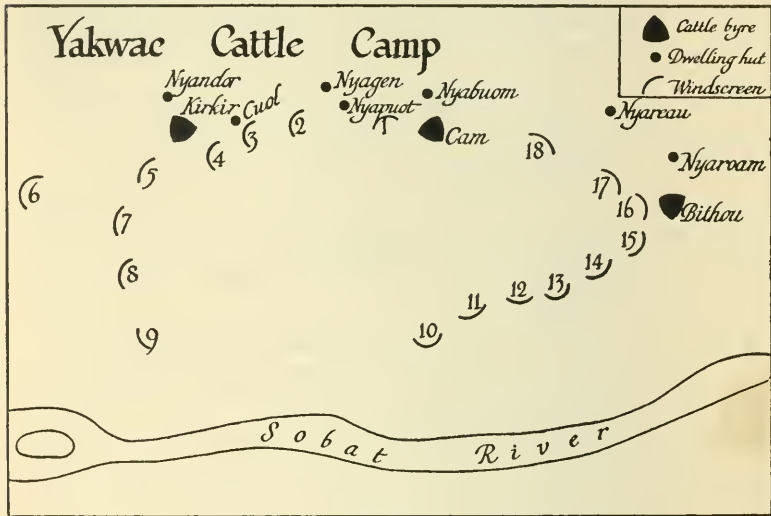 Yakwac Cattle Camp
Cattle byre
Dwelling hut
Windscreen
Nyandor
Nyagen
Nyabuom
Kirkir
Cuol
Nyapuot
Nyareau
Cam
Nyaroam
Bithou
1
2
3
4
5
6
7
8
9
10
11
12
13
14
15
16
17
18
Sobat River